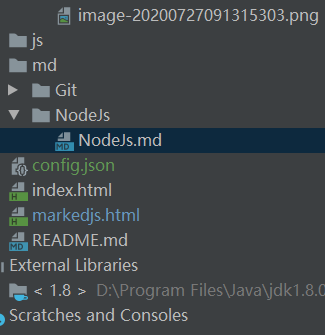 image-20200727091315303.png
js
md
Git
NodeJs
NodeJs.md
config.json
index.html
markedjs.html
README.md
External Libraries
< 1.8 > D:\Program Files\Java\jdk1.8.0
Scratches and Consoles